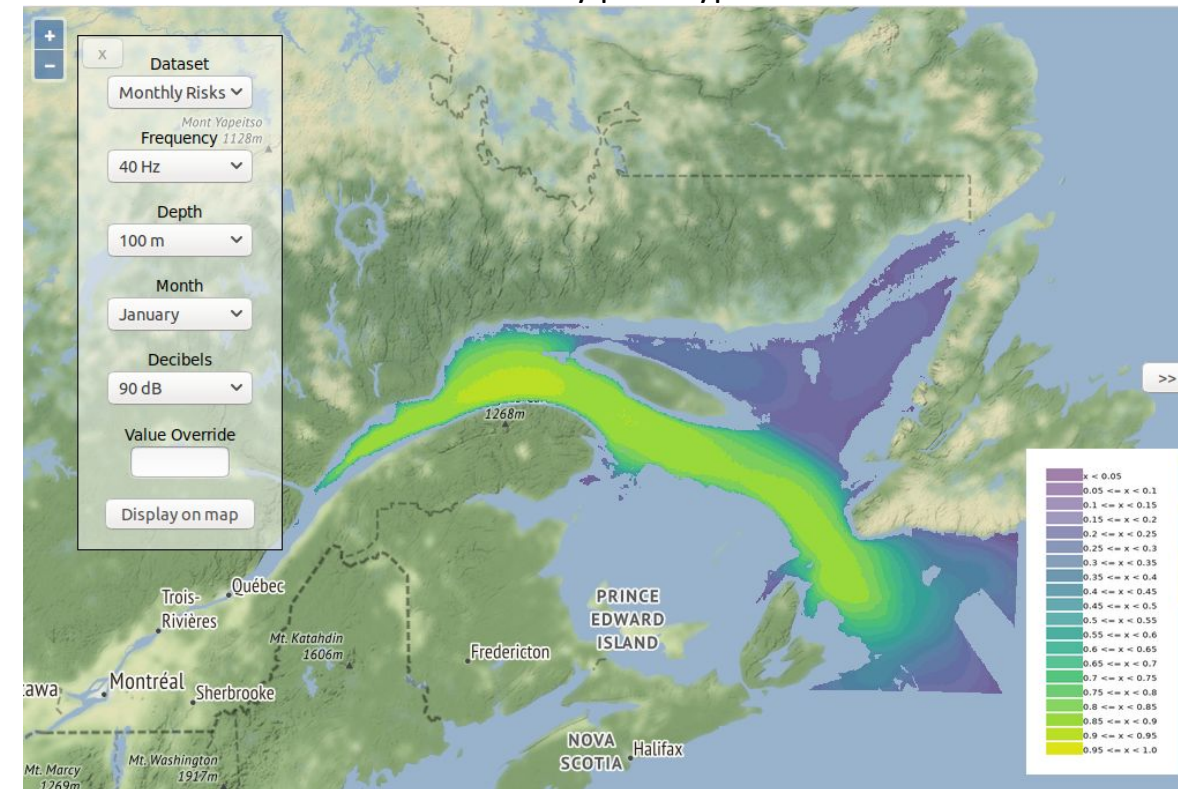 +
−
x
Dataset
Monthly Risks
Mont Yapeitso
1128m
Frequency
40 Hz
Depth
100 m
Month
January
Decibels
90 dB
Value Override
Display on map
>>
1268m
Québec
Trois-
Rivières
Mt. Katahdin
1606m
Montréal
Sherbrooke
Fredericton
PRINCE
EDWARD
ISLAND
NOVA
SCOTIA
Halifax
Mt. Washington
1917m
Mt. Marcy
1269m
x < 0.05
0.05 <= x < 0.1
0.1 <= x < 0.15
0.15 <= x < 0.2
0.2 <= x < 0.25
0.25 <= x < 0.3
0.3 <= x < 0.35
0.35 <= x < 0.4
0.4 <= x < 0.45
0.45 <= x < 0.5
0.5 <= x < 0.55
0.55 <= x < 0.6
0.6 <= x < 0.65
0.65 <= x < 0.7
0.7 <= x < 0.75
0.75 <= x < 0.8
0.8 <= x < 0.85
0.85 <= x < 0.9
0.9 <= x < 0.95
0.95 <= x < 1.0